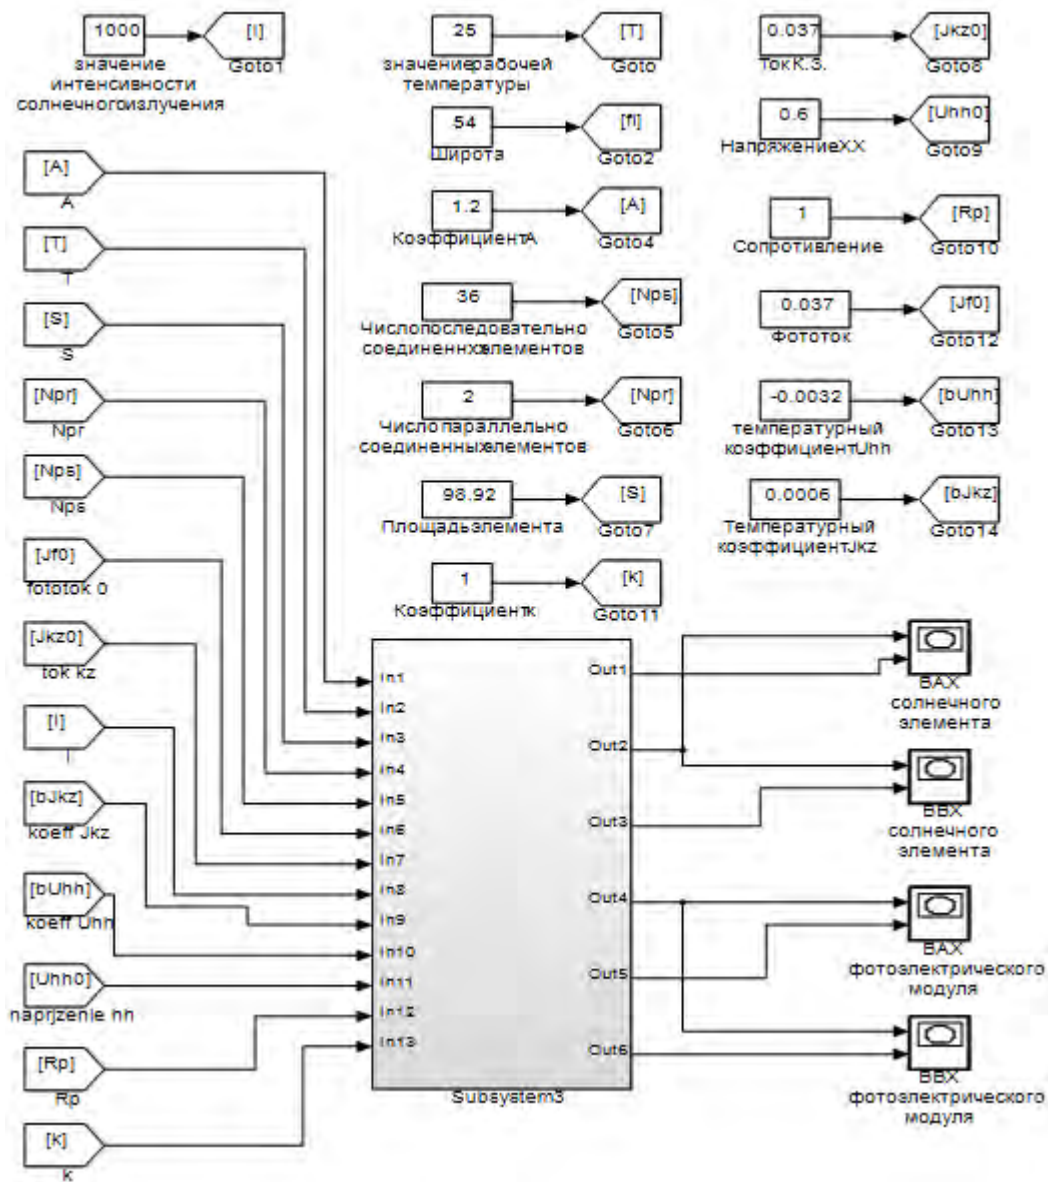 1000
[I]
значение
интенсивности
солнечногоизлучения
Goto1
25
[T]
значениерабочей
температуры
Goto
0.037
[Jkz0]
ТокК.З.
Goto8
54
[fi]
Широта
Goto2
0.6
[Uhh0]
НапряжениеХХ
Goto9
1.2
[A]
КоэффициентА
Goto4
1
[Rp]
Сопротивление
Goto10
36
[Nps]
Числопоследовательно
соединеннхэлементов
Goto5
0.037
[Jf0]
Фототок
Goto12
2
[Npr]
Числопараллельно
соединенныхэлементов
Goto6
-0.0032
[bUhh]
температурный
коэффициентUhh
Goto13
98.92
[S]
Площадьэлемента
Goto7
0.0006
[bJkz]
Температурный
коэффициентJkz
Goto14
1
[K]
Коэффициентк
Goto11
[A]
A
[T]
T
[S]
S
[Npr]
Npr
[Nps]
Nps
[Jf0]
fototok 0
[Jkz0]
tok kz
[I]
I
[bJkz]
koeff Jkz
[bUhh]
koeff Uhh
[Uhh0]
naprjzenie hh
[Rp]
Rp
[K]
k
In1
In2
In3
In4
In5
In6
In7
In8
In9
In10
In11
In12
In13
Out1
Out2
Out3
Out4
Out5
Out6
Subsystem3
ВАХ
солнечного
элемента
ВВХ
солнечного
элемента
ВАХ
фотоэлектрического
модуля
ВВХ
фотоэлектрического
модуля